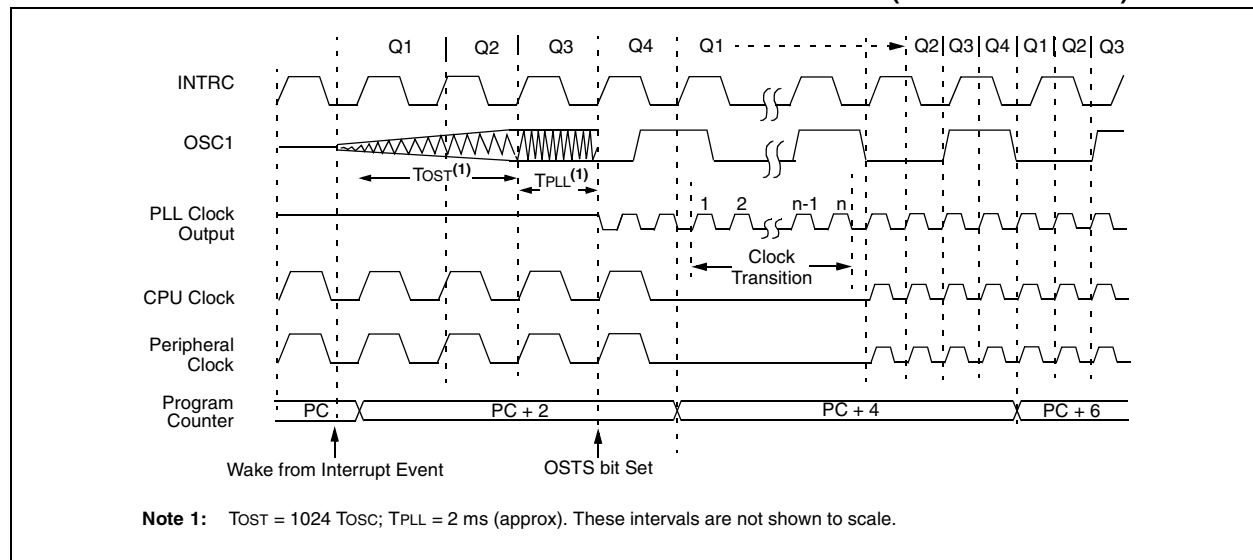 Q1 Q2 Q3 Q4 Q1 Q2 Q3 Q4 Q1 Q2 Q3
INTRC
OSC1
TOST(1)
TPLL(1)
1 2 n-1 n
PLL Clock
Output
Clock
Transition
CPU Clock
Peripheral
Clock
Program
Counter
PC PC + 2 PC + 4 PC + 6
Wake from Interrupt Event
OSTS bit Set
Note 1: TOST = 1024 TOSC; TPLL = 2 ms (approx). These intervals are not shown to scale.